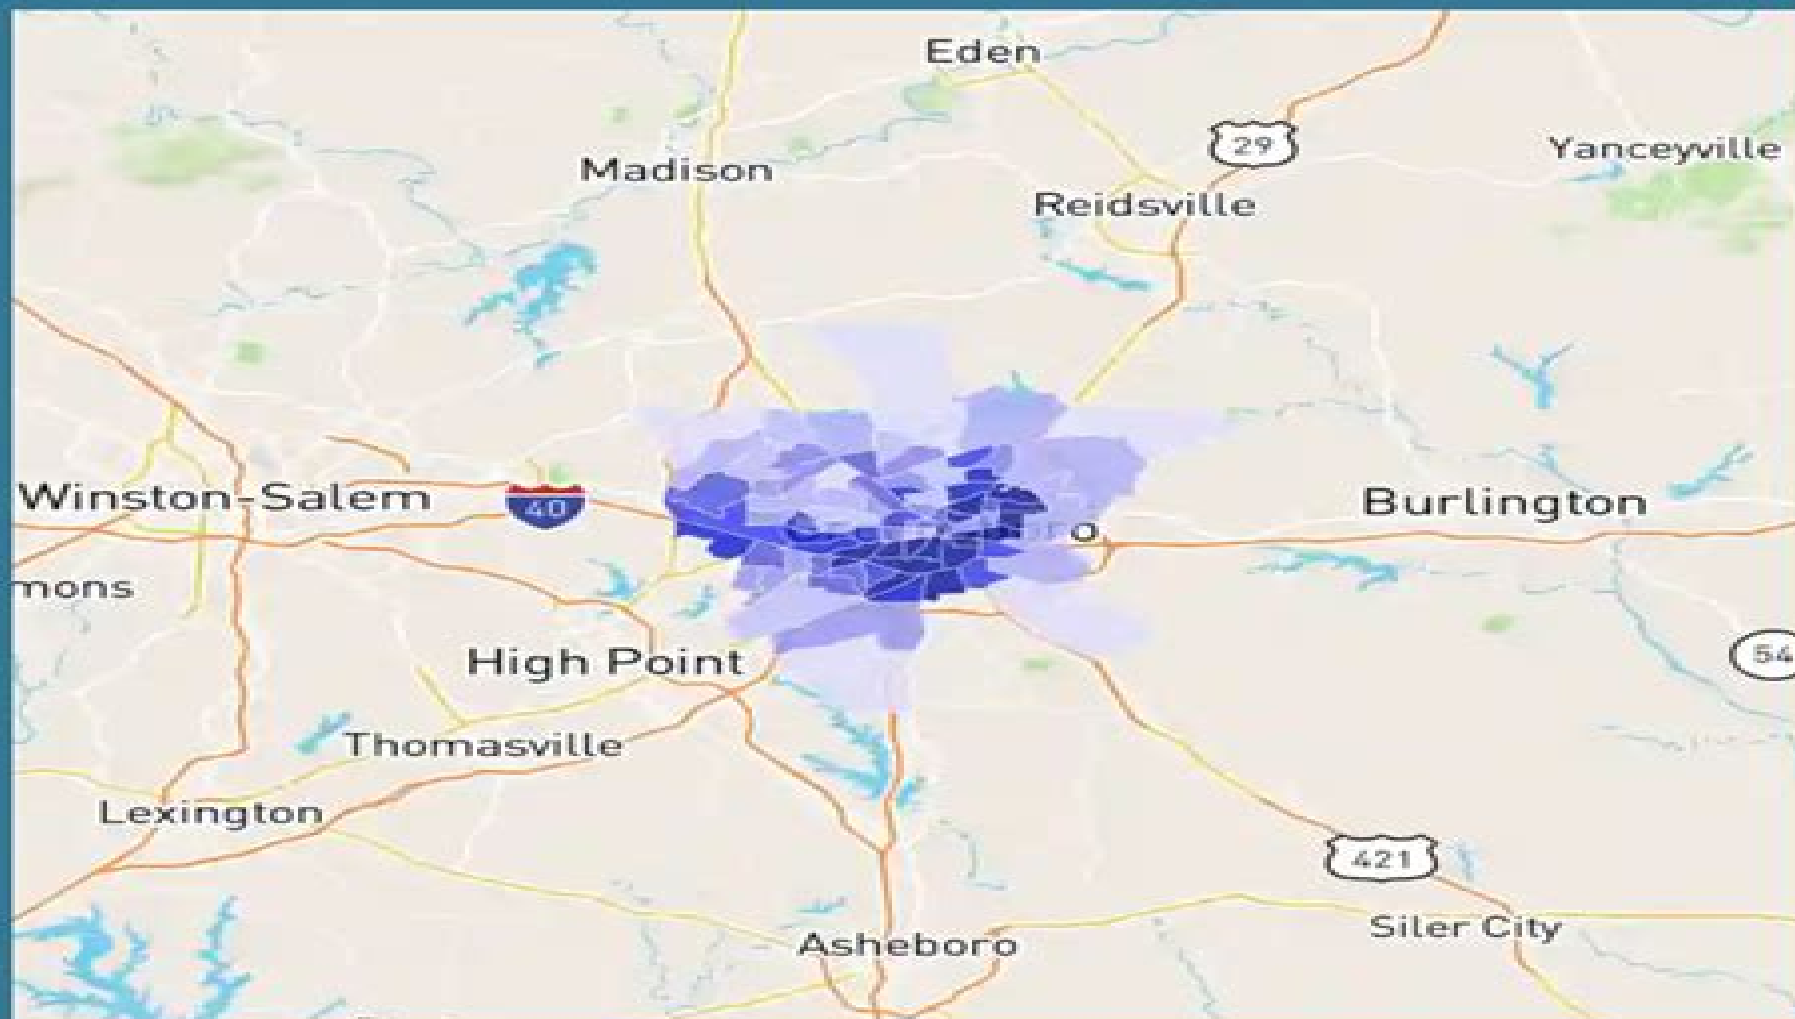 Eden
29
Yanceyville
Madison
Reidsville
Winston-Salem
40
Burlington
mons
High Point
54
Thomasville
Lexington
421
Siler City
Asheboro